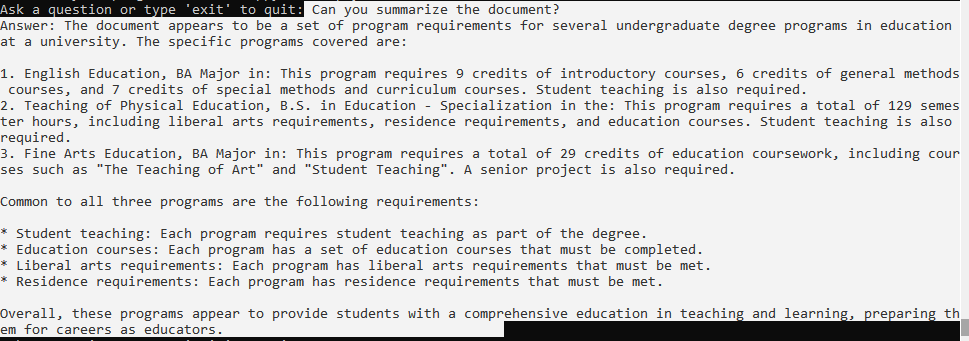 Ask a question or type 'exit' to quit: Can you summarize the document?
Answer: The document appears to be a set of program requirements for several undergraduate degree programs in education
at a university. The specific programs covered are:
1. English Education, BA Major in: This program requires 9 credits of introductory courses, 6 credits of general methods
courses, and 7 credits of special methods and curriculum courses. Student teaching is also required.
2. Teaching of Physical Education, B.S. in Education - Specialization in the: This program requires a total of 129 semes
ter hours, including liberal arts requirements, residence requirements, and education courses. Student teaching is also
required.
3. Fine Arts Education, BA Major in: This program requires a total of 29 credits of education coursework, including cour
ses such as "The Teaching of Art" and "Student Teaching". A senior project is also required.
Common to all three programs are the following requirements:
* Student teaching: Each program requires student teaching as part of the degree.
* Education courses: Each program has a set of education courses that must be completed.
* Liberal arts requirements: Each program has liberal arts requirements that must be met.
* Residence requirements: Each program has residence requirements that must be met.
Overall, these programs appear to provide students with a comprehensive education in teaching and learning, preparing th
em for careers as educators.